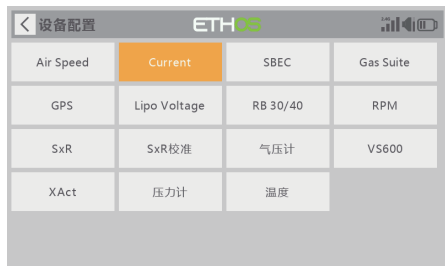 设备配置 ETHOS
Air Speed Current SBEC Gas Suite
GPS Lipo Voltage RB 30/40 RPM
SxR SxR校准 气压计 VS600
XAct 压力计 温度